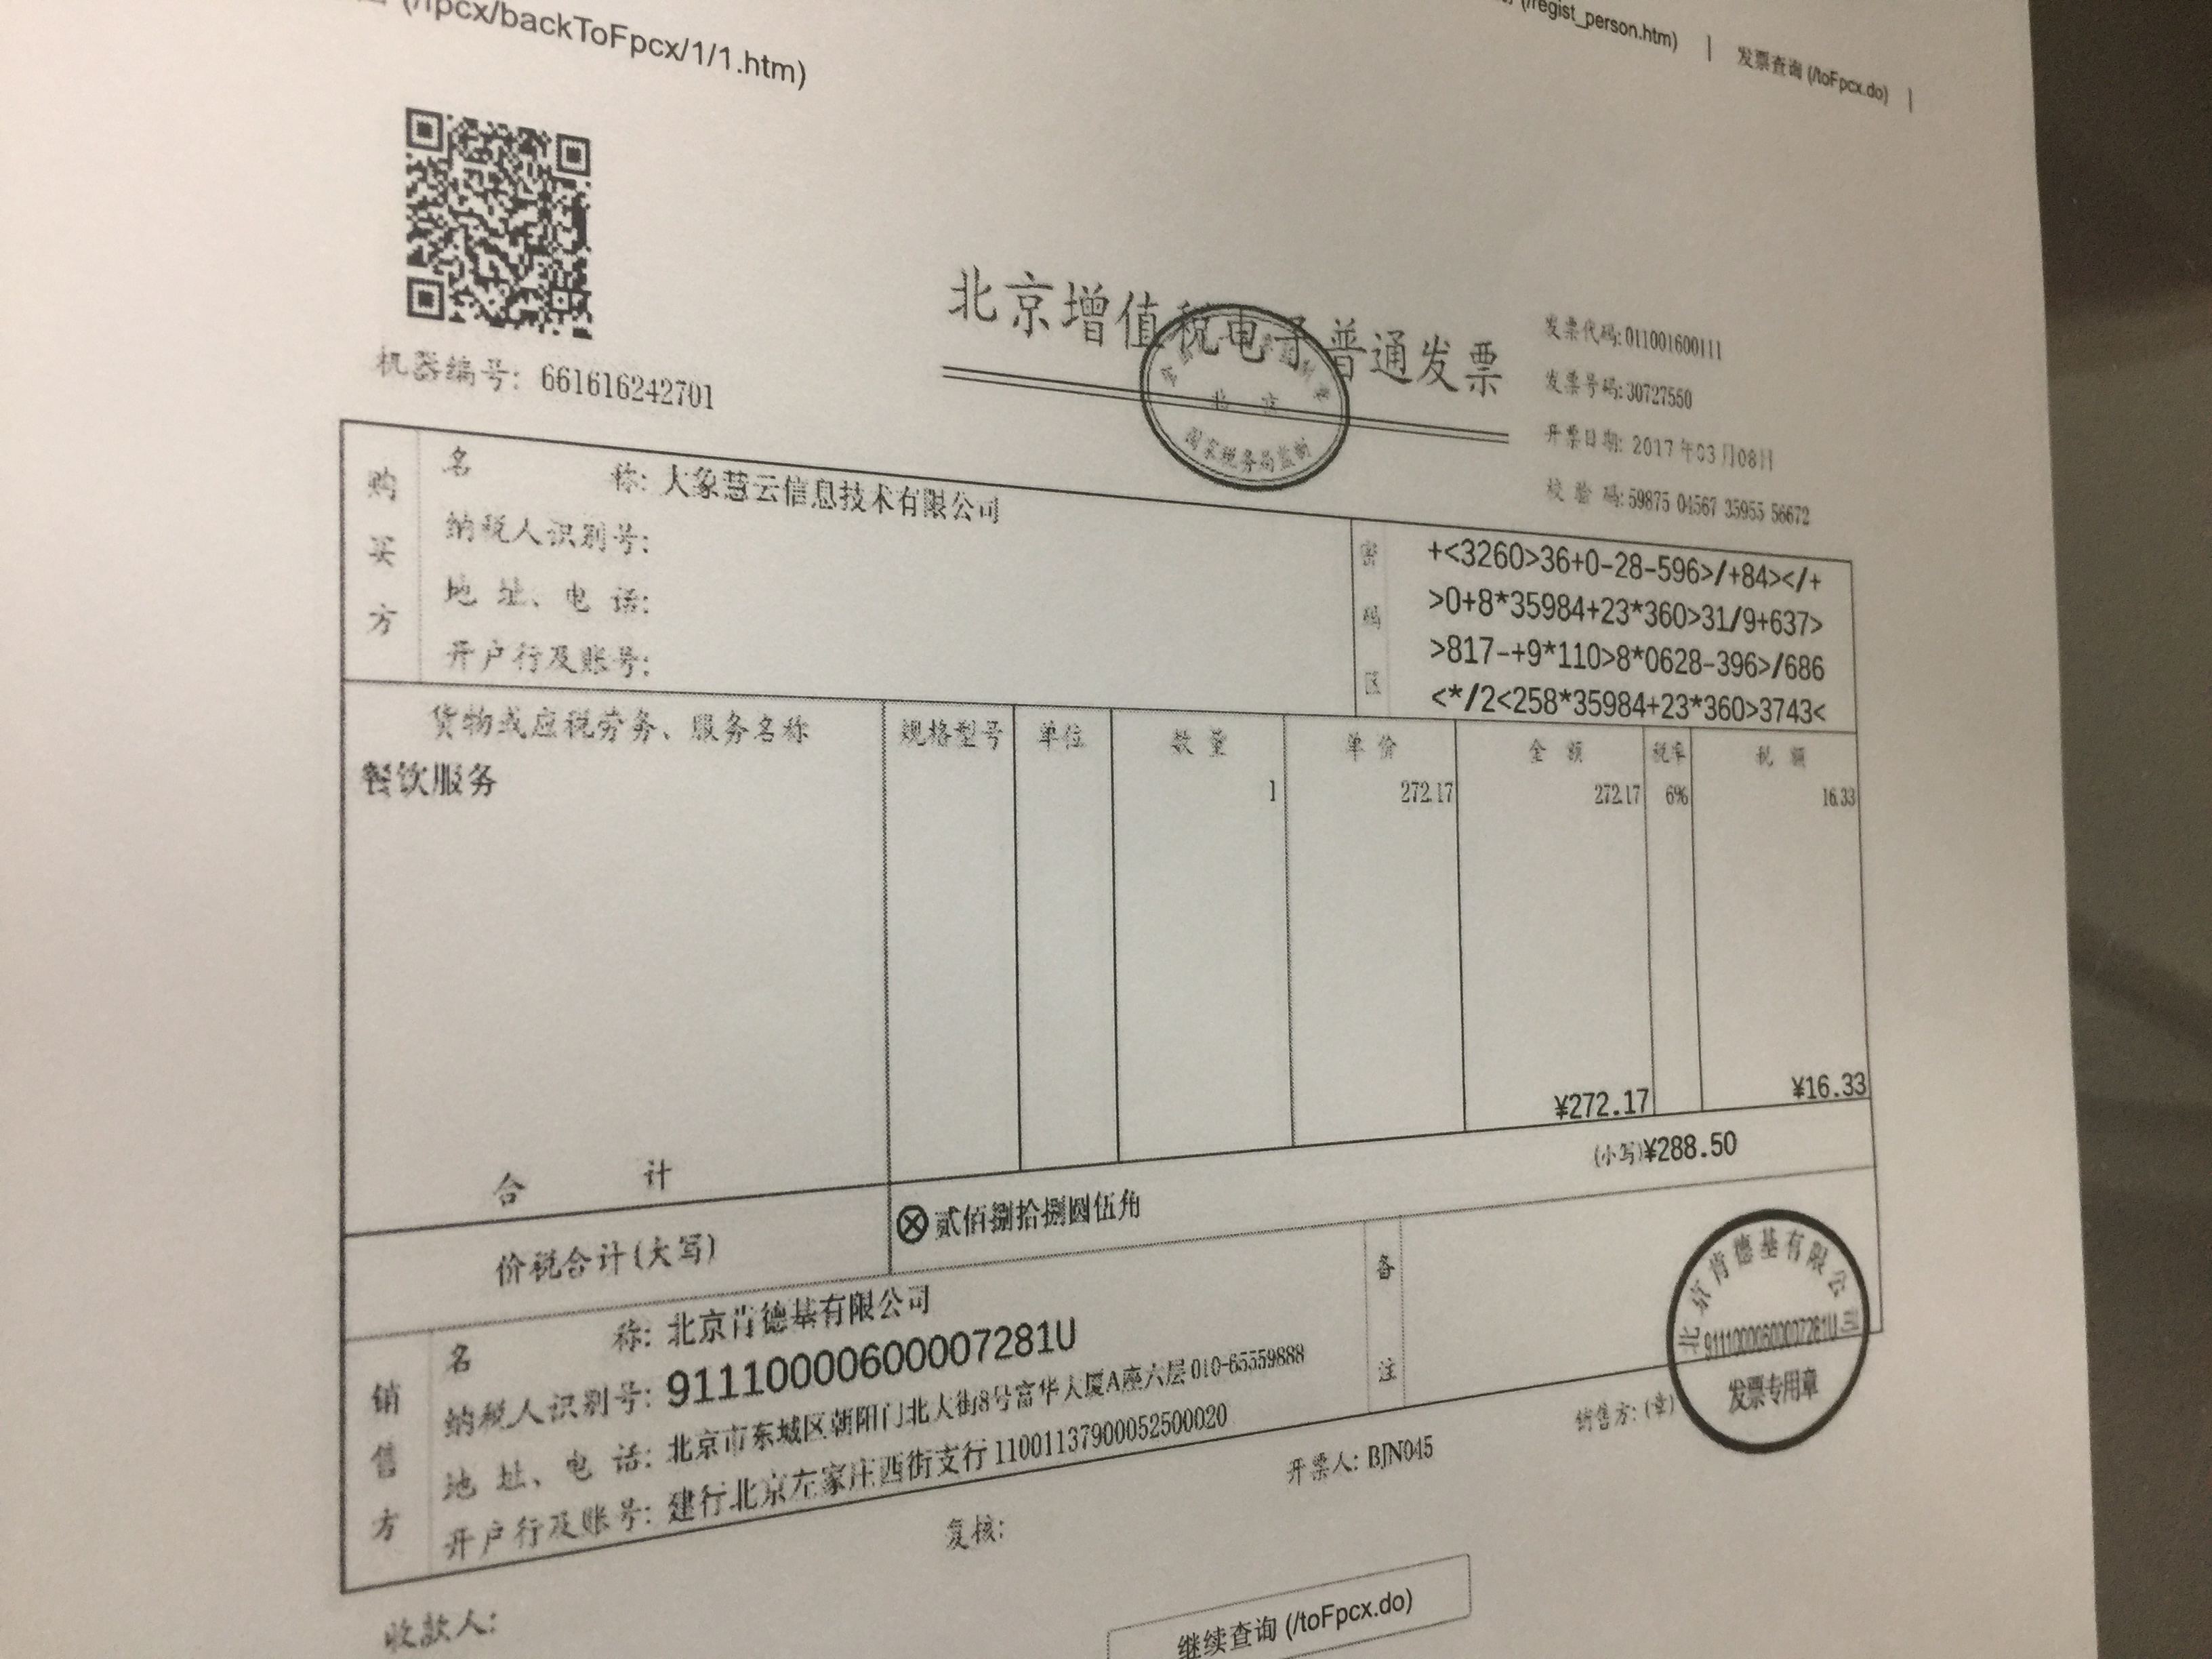 (/fpcx/backToFpcx/1/1.htm)
(/regist_person.htm) | 发票查询 (/toFpcx.do) |
机器编号: 661616242701
北京增值税电子普通发票
北京
国家税务局监制
发票代码: 011001600111
发票号码: 30727550
开票日期: 2017年03月08日
校验码: 59875 04567 35955 56672
购买方
名称: 大象慧云信息技术有限公司
纳税人识别号:
地址、电话:
开户行及账号:
密码区
+<3260>36+0-28-596>/+84></+
>0+8*35984+23*360>31/9+637>
>817-+9*110>8*0628-396>/686
<*/2<258*35984+23*360>3743<
货物或应税劳务、服务名称 规格型号 单位 数量 单价 金额 税率 税额
餐饮服务 1 272.17 272.17 6% 16.33
合计 ¥272.17 ¥16.33
价税合计(大写) ⊗贰佰捌拾捌圆伍角 (小写)¥288.50
销售方
名称: 北京肯德基有限公司
纳税人识别号: 91110000600007281U
地址、电话: 北京市东城区朝阳门北大街8号富华大厦A座六层 010-65559888
开户行及账号: 建行北京左家庄西街支行 11001137900052500020
备注
北京肯德基有限公司
91110000600007281U
发票专用章
收款人: 复核: 开票人: BJN045 销售方: (章)
继续查询 (/toFpcx.do)